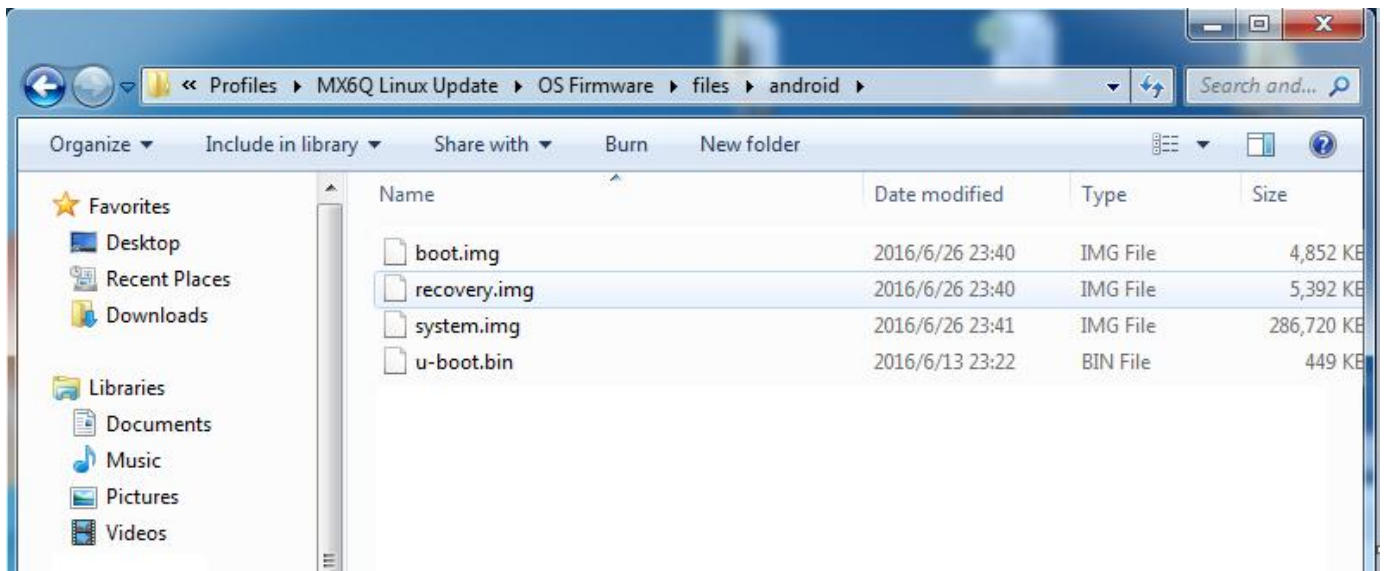 « Profiles ▸ MX6Q Linux Update ▸ OS Firmware ▸ files ▸ android ▸ Search and...
Organize ▾ Include in library ▾ Share with ▾ Burn New folder
Name Date modified Type Size
Favorites
Desktop
Recent Places
Downloads
Libraries
Documents
Music
Pictures
Videos
boot.img 2016/6/26 23:40 IMG File 4,852 KB
recovery.img 2016/6/26 23:40 IMG File 5,392 KB
system.img 2016/6/26 23:41 IMG File 286,720 KB
u-boot.bin 2016/6/13 23:22 BIN File 449 KB